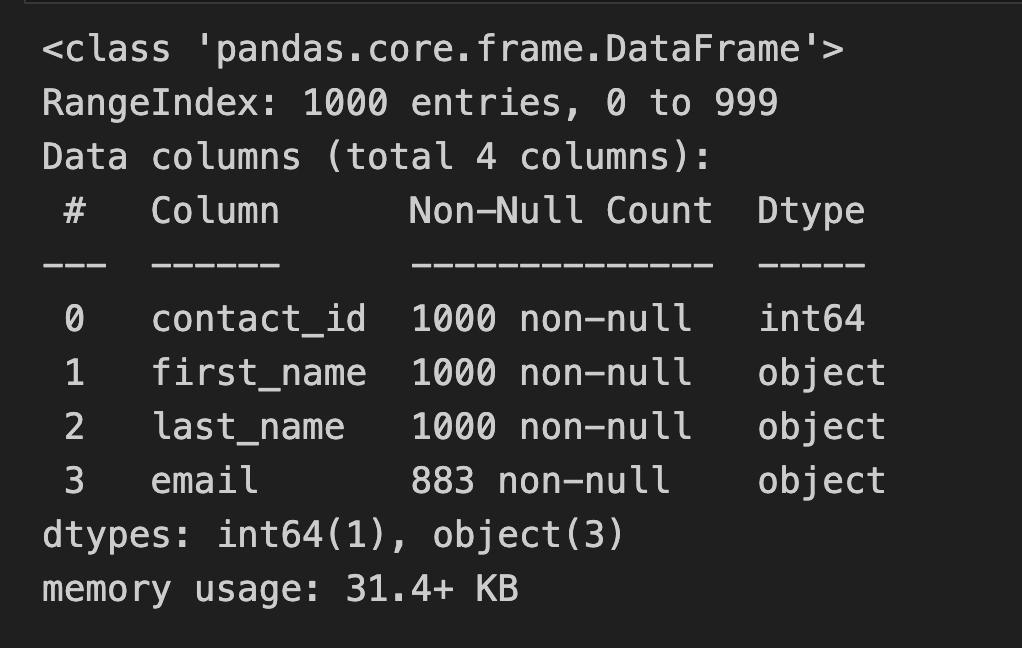 <class 'pandas.core.frame.DataFrame'>
RangeIndex: 1000 entries, 0 to 999
Data columns (total 4 columns):
 #   Column      Non-Null Count  Dtype
---  ------      --------------  -----
 0   contact_id  1000 non-null   int64
 1   first_name  1000 non-null   object
 2   last_name   1000 non-null   object
 3   email       883 non-null    object
dtypes: int64(1), object(3)
memory usage: 31.4+ KB